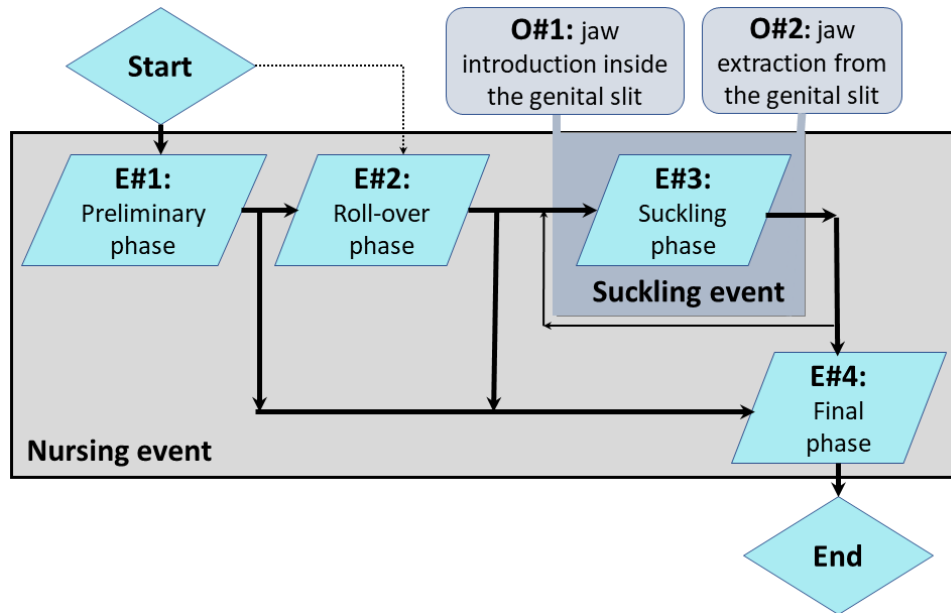 Start
O#1: jaw
introduction inside
the genital slit
O#2: jaw
extraction from
the genital slit
E#1:
Preliminary
phase
E#2:
Roll-over
phase
E#3:
Suckling
phase
Suckling event
E#4:
Final
phase
Nursing event
End